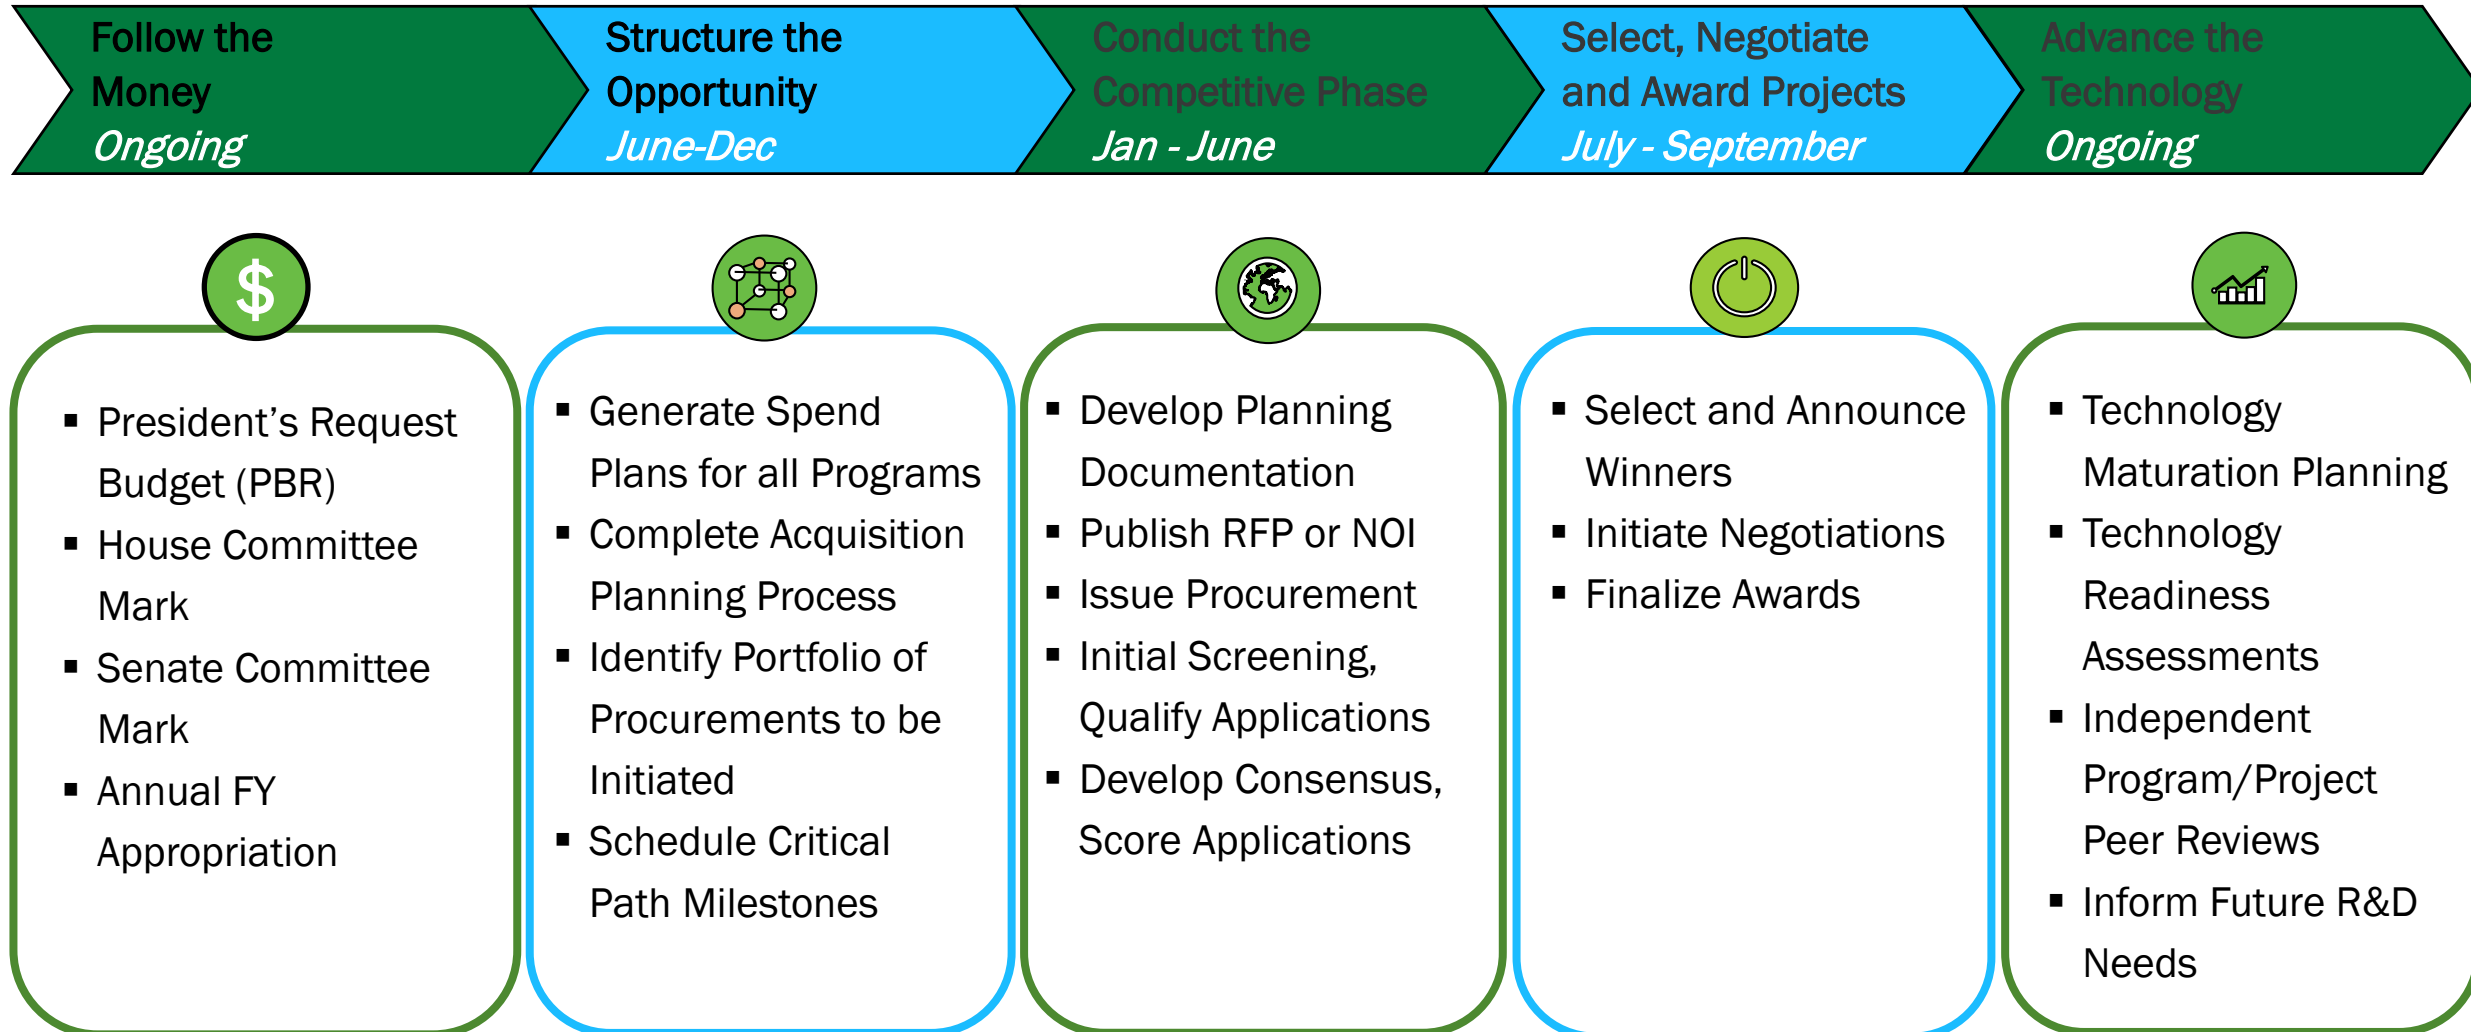 Follow the
Money
Ongoing
Structure the
Opportunity
June-Dec
Conduct the
Competitive Phase
Jan - June
Select, Negotiate
and Award Projects
July - September
Advance the
Technology
Ongoing
$
▪ President’s Request
Budget (PBR)
▪ House Committee
Mark
▪ Senate Committee
Mark
▪ Annual FY
Appropriation
▪ Generate Spend
Plans for all Programs
▪ Complete Acquisition
Planning Process
▪ Identify Portfolio of
Procurements to be
Initiated
▪ Schedule Critical
Path Milestones
▪ Develop Planning
Documentation
▪ Publish RFP or NOI
▪ Issue Procurement
▪ Initial Screening,
Qualify Applications
▪ Develop Consensus,
Score Applications
▪ Select and Announce
Winners
▪ Initiate Negotiations
▪ Finalize Awards
▪ Technology
Maturation Planning
▪ Technology
Readiness
Assessments
▪ Independent
Program/Project
Peer Reviews
▪ Inform Future R&D
Needs